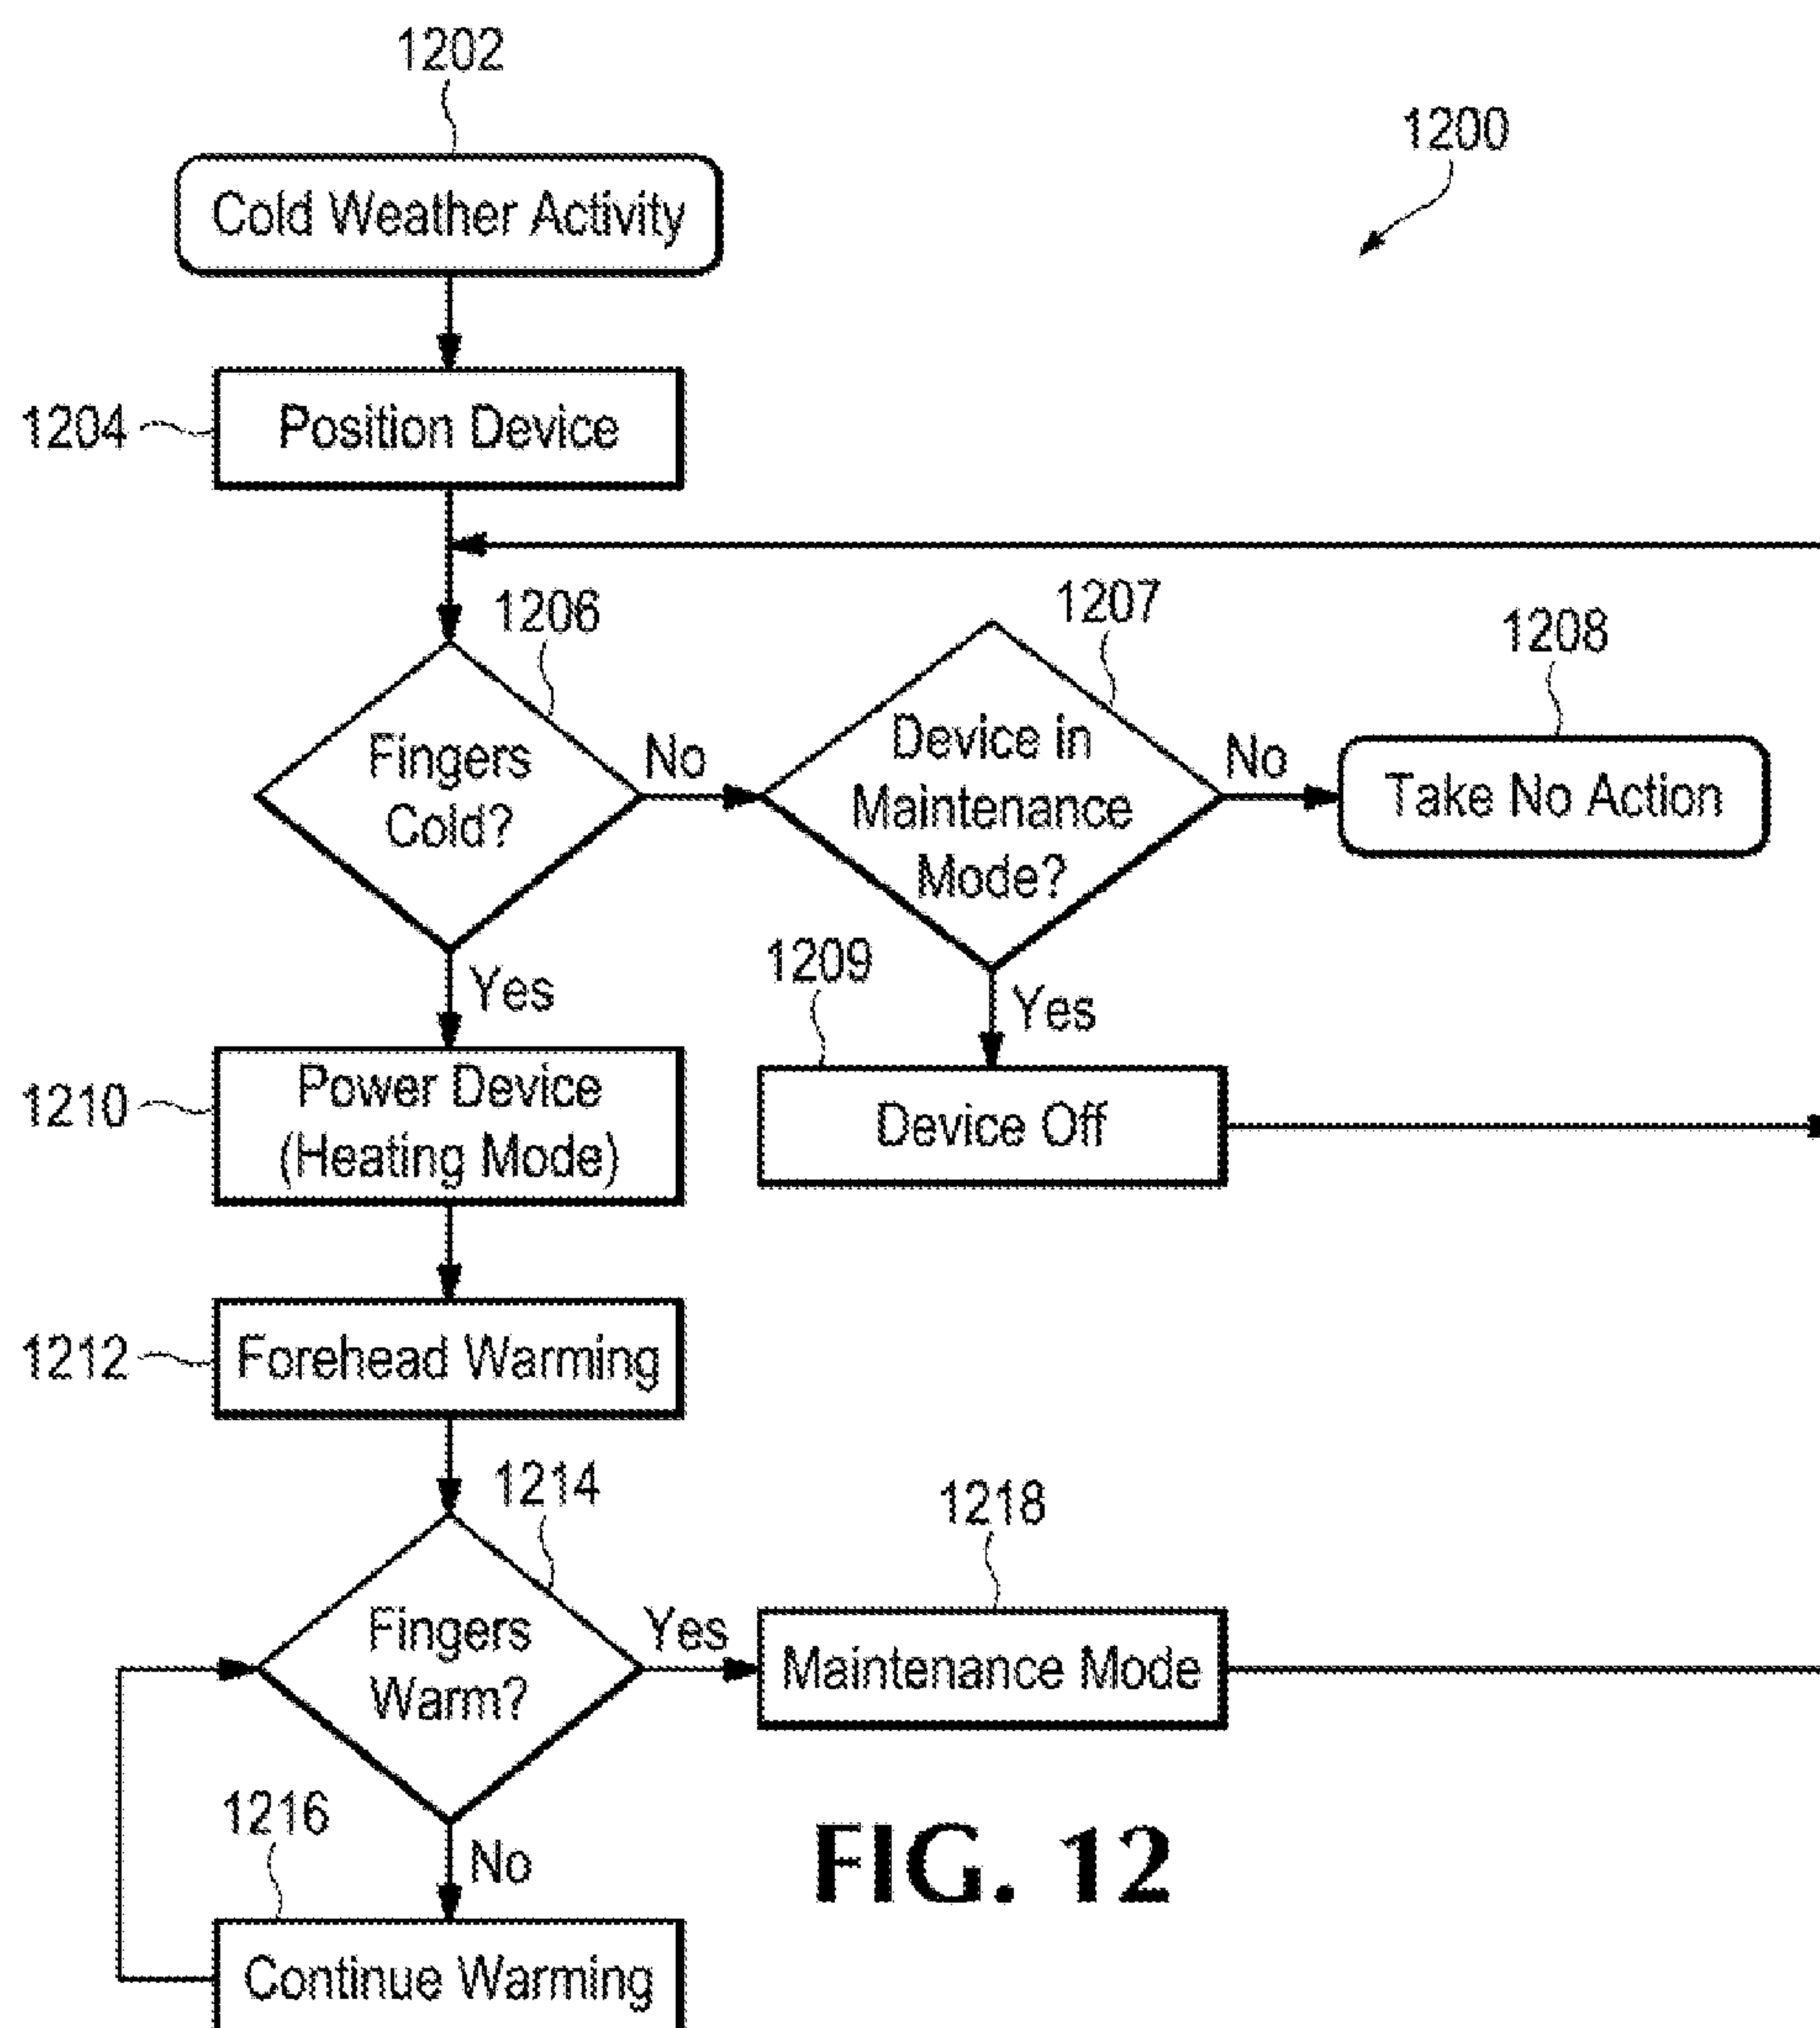 1202
1200
Cold Weather Activity
1204
Position Device
1206
1207
1208
Fingers
Cold?
No
Device in
Maintenance
Mode?
No
Take No Action
Yes
1209
Yes
1210
Power Device
(Heating Mode)
Device Off
1212
Forehead Warming
1214
1218
Fingers
Warm?
Yes
Maintenance Mode
1216
No
Continue Warming
FIG. 12